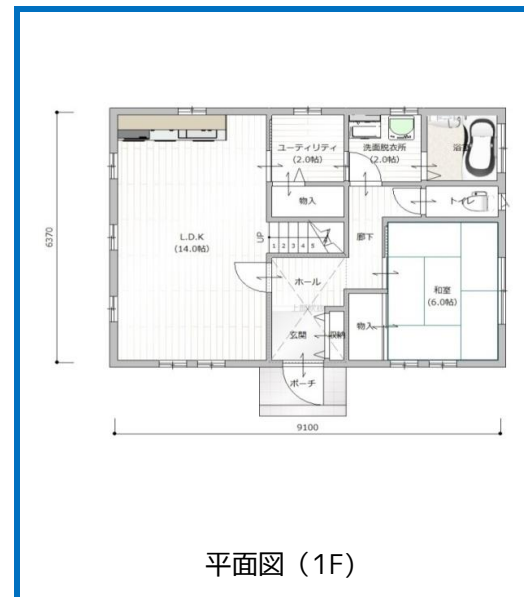 ユーティリティ
(2.0帖)
洗面脱衣所
(2.0帖)
浴室
物入
トイレ
L.D.K
(14.0帖)
UP
1 2 3 4 5
廊下
ホール
和室
(6.0帖)
玄関
収納
物入
ポーチ
6370
9100
平面図（1F）